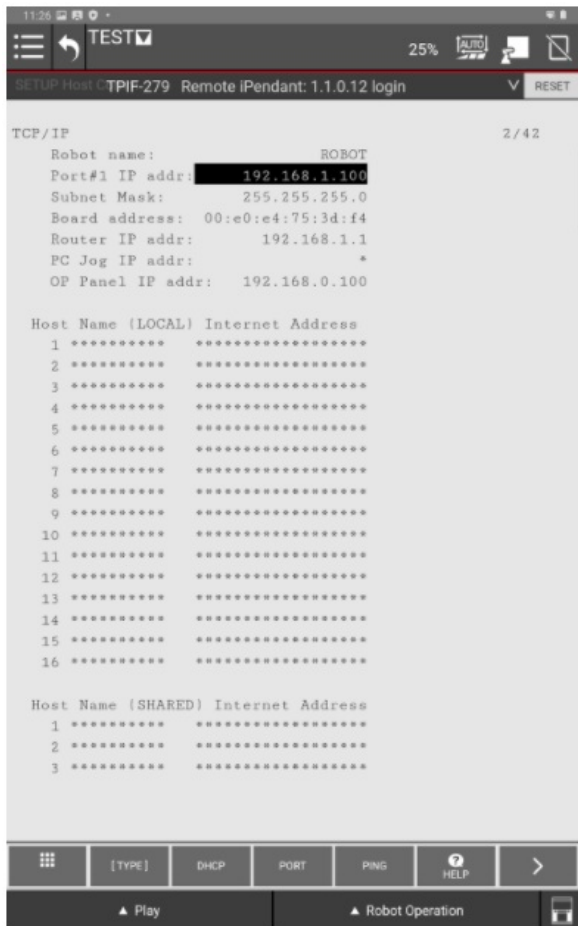 11:26
TEST
25% AUTO
SETUP Host C TPIF-279 Remote iPendant: 1.1.0.12 login RESET
TCP/IP 2/42
Robot name: ROBOT
Port#1 IP addr: 192.168.1.100
Subnet Mask: 255.255.255.0
Board address: 00:e0:e4:75:3d:f4
Router IP addr: 192.168.1.1
PC Jog IP addr: *
OP Panel IP addr: 192.168.0.100
Host Name (LOCAL) Internet Address
1 ********** ******************
2 ********** ******************
3 ********** ******************
4 ********** ******************
5 ********** ******************
6 ********** ******************
7 ********** ******************
8 ********** ******************
9 ********** ******************
10 ********** ******************
11 ********** ******************
12 ********** ******************
13 ********** ******************
14 ********** ******************
15 ********** ******************
16 ********** ******************
Host Name (SHARED) Internet Address
1 ********** ******************
2 ********** ******************
3 ********** ******************
[TYPE] DHCP PORT PING HELP
▲ Play ▲ Robot Operation